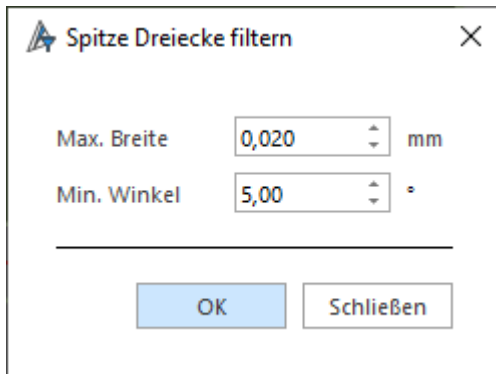 Spitze Dreiecke filtern
Max. Breite 0,020 mm
Min. Winkel 5,00 °
OK Schließen